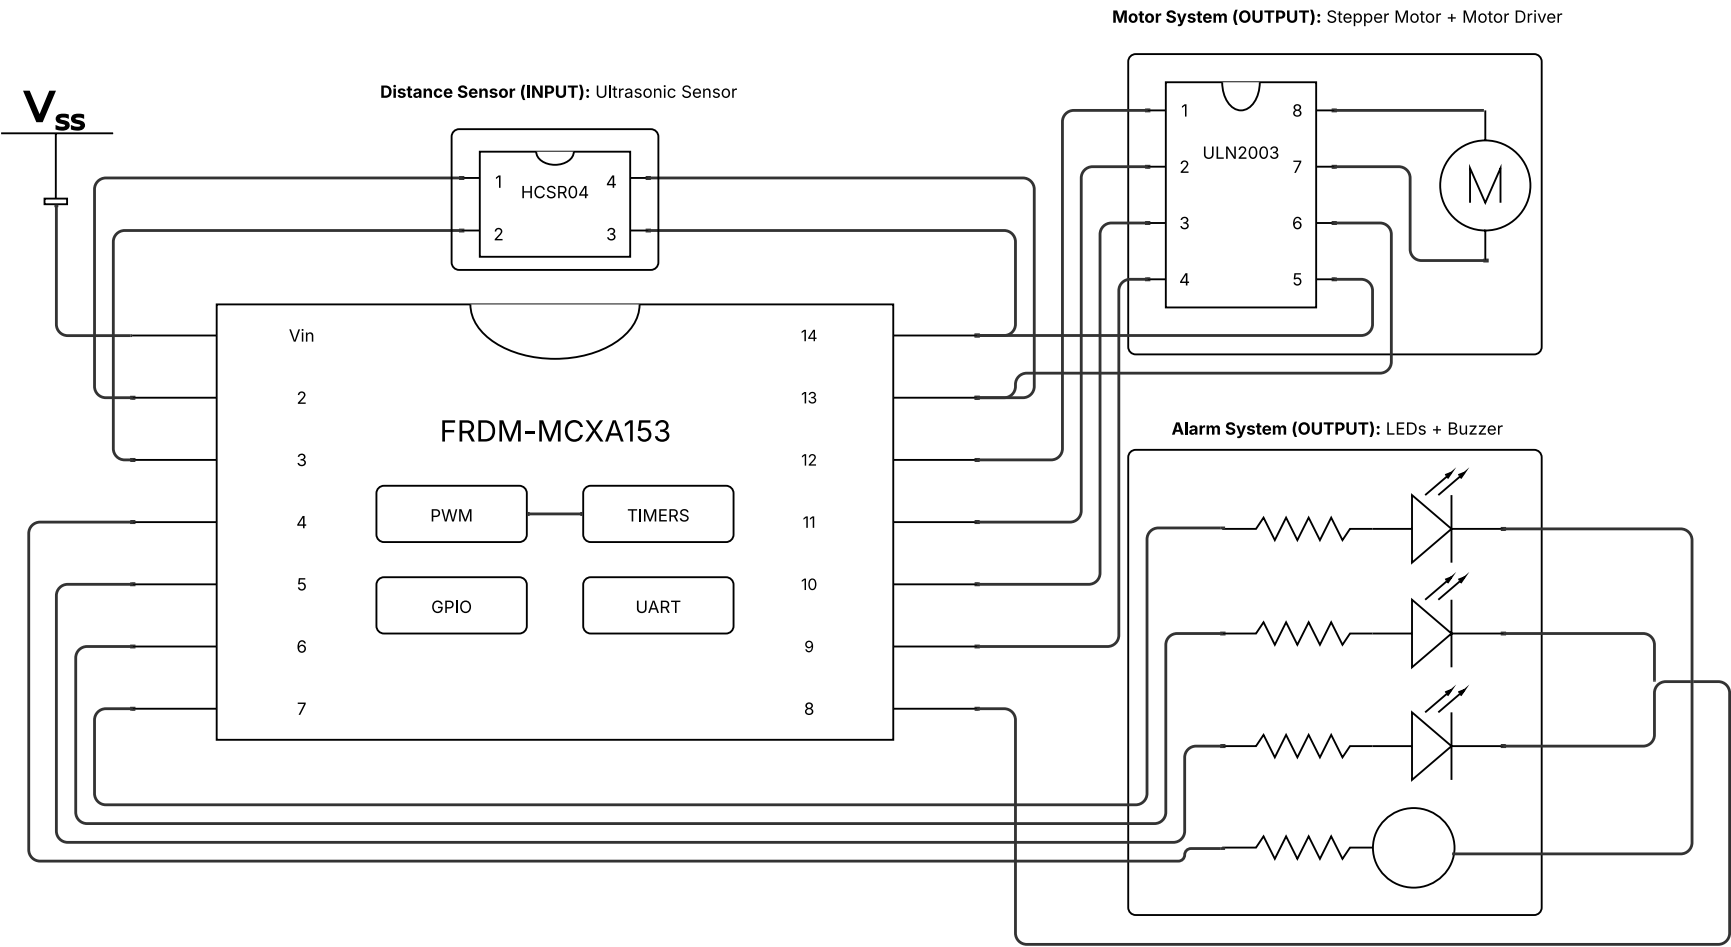 Motor System (OUTPUT): Stepper Motor + Motor Driver
Distance Sensor (INPUT): Ultrasonic Sensor
Vss
1
HCSR04
4
2
3
1
ULN2003
8
2
7
3
6
4
5
M
Vin
14
2
13
FRDM-MCXA153
3
12
4
PWM
TIMERS
11
5
GPIO
UART
10
6
9
7
8
Alarm System (OUTPUT): LEDs + Buzzer